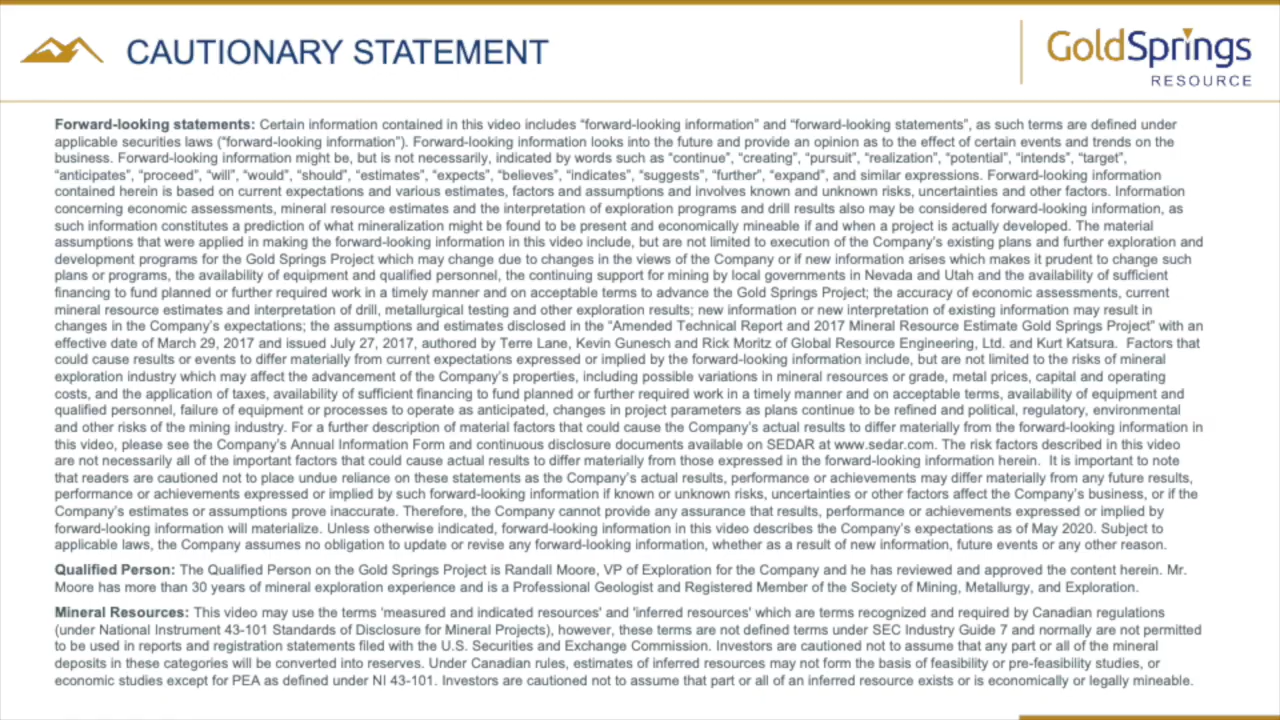 CAUTIONARY STATEMENT
GoldSprings
RESOURCE
Forward-looking statements: Certain information contained in this video includes “forward-looking information” and “forward-looking statements”, as such terms are defined under
applicable securities laws (“forward-looking information”). Forward-looking information looks into the future and provide an opinion as to the effect of certain events and trends on the
business. Forward-looking information might be, but is not necessarily, indicated by words such as “continue”, “creating”, “pursuit”, “realization”, “potential”, “intends”, “target”,
“anticipates”, “proceed”, “will”, “would”, “should”, “estimates”, “expects”, “believes”, “indicates”, “suggests”, “further”, “expand”, and similar expressions. Forward-looking information
contained herein is based on current expectations and various estimates, factors and assumptions and involves known and unknown risks, uncertainties and other factors. Information
concerning economic assessments, mineral resource estimates and the interpretation of exploration programs and drill results also may be considered forward-looking information, as
such information constitutes a prediction of what mineralization might be found to be present and economically mineable if and when a project is actually developed. The material
assumptions that were applied in making the forward-looking information in this video include, but are not limited to execution of the Company’s existing plans and further exploration and
development programs for the Gold Springs Project which may change due to changes in the views of the Company or if new information arises which makes it prudent to change such
plans or programs, the availability of equipment and qualified personnel, the continuing support for mining by local governments in Nevada and Utah and the availability of sufficient
financing to fund planned or further required work in a timely manner and on acceptable terms to advance the Gold Springs Project; the accuracy of economic assessments, current
mineral resource estimates and interpretation of drill, metallurgical testing and other exploration results; new information or new interpretation of existing information may result in
changes in the Company’s expectations; the assumptions and estimates disclosed in the “Amended Technical Report and 2017 Mineral Resource Estimate Gold Springs Project” with an
effective date of March 29, 2017 and issued July 27, 2017, authored by Terre Lane, Kevin Gunesch and Rick Moritz of Global Resource Engineering, Ltd. and Kurt Katsura. Factors that
could cause results or events to differ materially from current expectations expressed or implied by the forward-looking information include, but are not limited to the risks of mineral
exploration industry which may affect the advancement of the Company’s properties, including possible variations in mineral resources or grade, metal prices, capital and operating
costs, and the application of taxes, availability of sufficient financing to fund planned or further required work in a timely manner and on acceptable terms, availability of equipment and
qualified personnel, failure of equipment or processes to operate as anticipated, changes in project parameters as plans continue to be refined and political, regulatory, environmental
and other risks of the mining industry. For a further description of material factors that could cause the Company’s actual results to differ materially from the forward-looking information in
this video, please see the Company’s Annual Information Form and continuous disclosure documents available on SEDAR at www.sedar.com. The risk factors described in this video
are not necessarily all of the important factors that could cause actual results to differ materially from those expressed in the forward-looking information herein. It is important to note
that readers are cautioned not to place undue reliance on these statements as the Company’s actual results, performance or achievements may differ materially from any future results,
performance or achievements expressed or implied by such forward-looking information if known or unknown risks, uncertainties or other factors affect the Company’s business, or if the
Company’s estimates or assumptions prove inaccurate. Therefore, the Company cannot provide any assurance that results, performance or achievements expressed or implied by
forward-looking information will materialize. Unless otherwise indicated, forward-looking information in this video describes the Company’s expectations as of May 2020. Subject to
applicable laws, the Company assumes no obligation to update or revise any forward-looking information, whether as a result of new information, future events or any other reason.
Qualified Person: The Qualified Person on the Gold Springs Project is Randall Moore, VP of Exploration for the Company and he has reviewed and approved the content herein. Mr.
Moore has more than 30 years of mineral exploration experience and is a Professional Geologist and Registered Member of the Society of Mining, Metallurgy, and Exploration.
Mineral Resources: This video may use the terms 'measured and indicated resources' and 'inferred resources' which are terms recognized and required by Canadian regulations
(under National Instrument 43-101 Standards of Disclosure for Mineral Projects), however, these terms are not defined terms under SEC Industry Guide 7 and normally are not permitted
to be used in reports and registration statements filed with the U.S. Securities and Exchange Commission. Investors are cautioned not to assume that any part or all of the mineral
deposits in these categories will be converted into reserves. Under Canadian rules, estimates of inferred resources may not form the basis of feasibility or pre-feasibility studies, or
economic studies except for PEA as defined under NI 43-101. Investors are cautioned not to assume that part or all of an inferred resource exists or is economically or legally mineable.